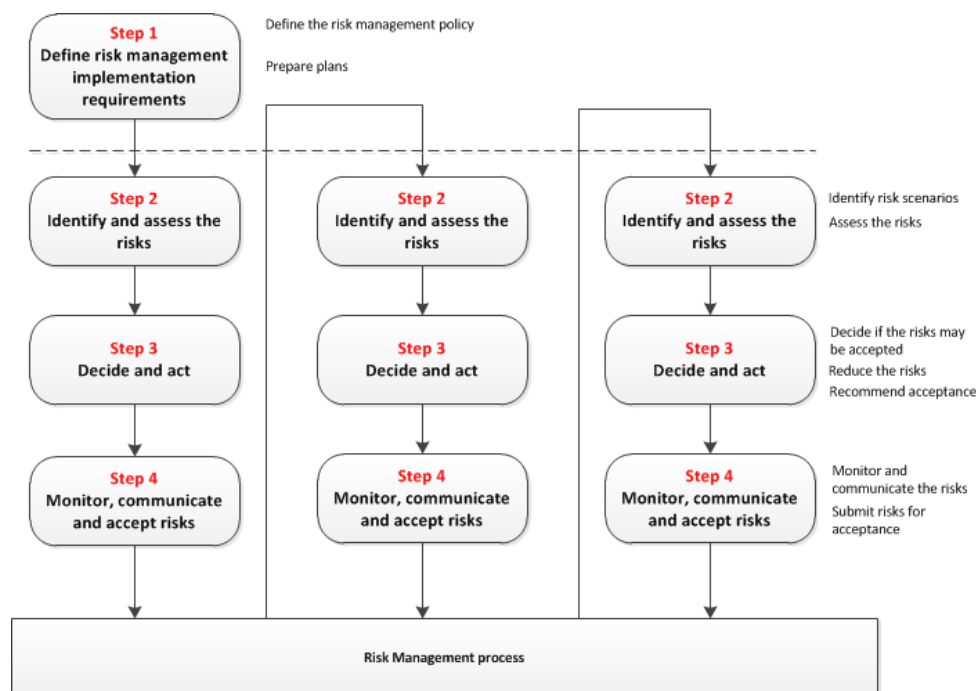 Step 1
Define risk management
implementation
requirements
Define the risk management policy
Prepare plans
Step 2
Identify and assess the
risks
Step 2
Identify and assess the
risks
Step 2
Identify and assess the
risks
Identify risk scenarios
Assess the risks
Step 3
Decide and act
Step 3
Decide and act
Step 3
Decide and act
Decide if the risks may
be accepted
Reduce the risks
Recommend acceptance
Step 4
Monitor, communicate
and accept risks
Step 4
Monitor, communicate
and accept risks
Step 4
Monitor, communicate
and accept risks
Monitor and
communicate the risks
Submit risks for
acceptance
Risk Management process